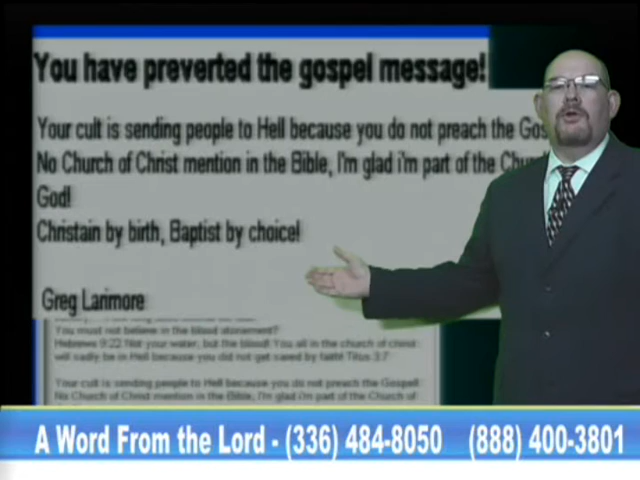 You have preverted the gospel message!
Your cult is sending people to Hell because you do not preach the Gos
No Church of Christ mention in the Bible, I'm glad i'm part of the Chur
God!
Christain by birth, Baptist by choice!
Greg Larimore
You must not believe in the blood atonement?
Hebrews 9:22 Not your water, but the blood! You all in the church of christ
will sadly be in Hell because you did not get saved by faith! Titus 3:7
Your cult is sending people to Hell because you do not preach the Gospel!
No Church of Christ mention in the Bible, I'm glad i'm part of the Church of
A Word From the Lord - (336) 484-8050 (888) 400-3801